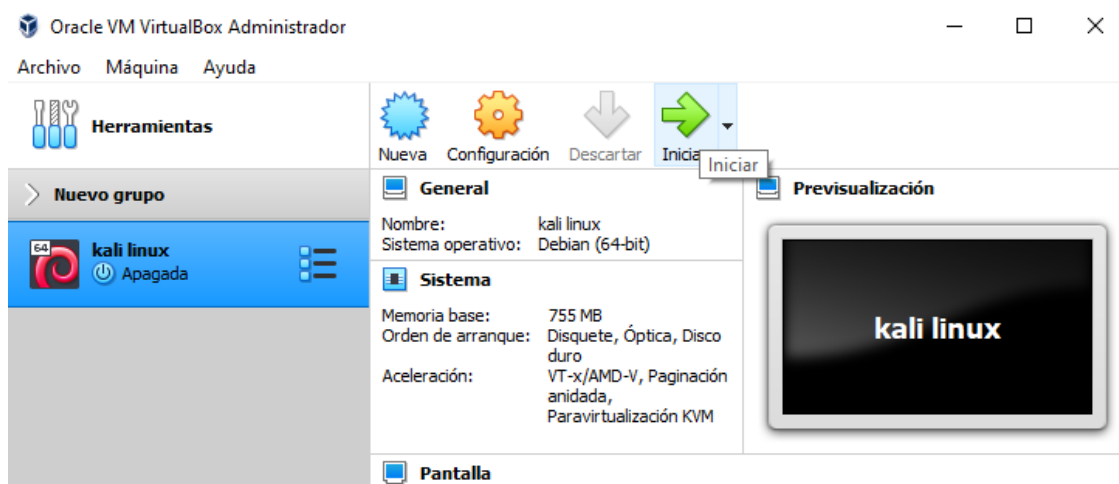 Oracle VM VirtualBox Administrador
Archivo Máquina Ayuda
Herramientas
Nueva Configuración Descartar Inicia
Iniciar
Nuevo grupo
kali linux
Apagada
64
General
Nombre: kali linux
Sistema operativo: Debian (64-bit)
Sistema
Memoria base: 755 MB
Orden de arranque: Disquete, Óptica, Disco
duro
Aceleración: VT-x/AMD-V, Paginación
anidada,
Paravirtualización KVM
Pantalla
Previsualización
kali linux